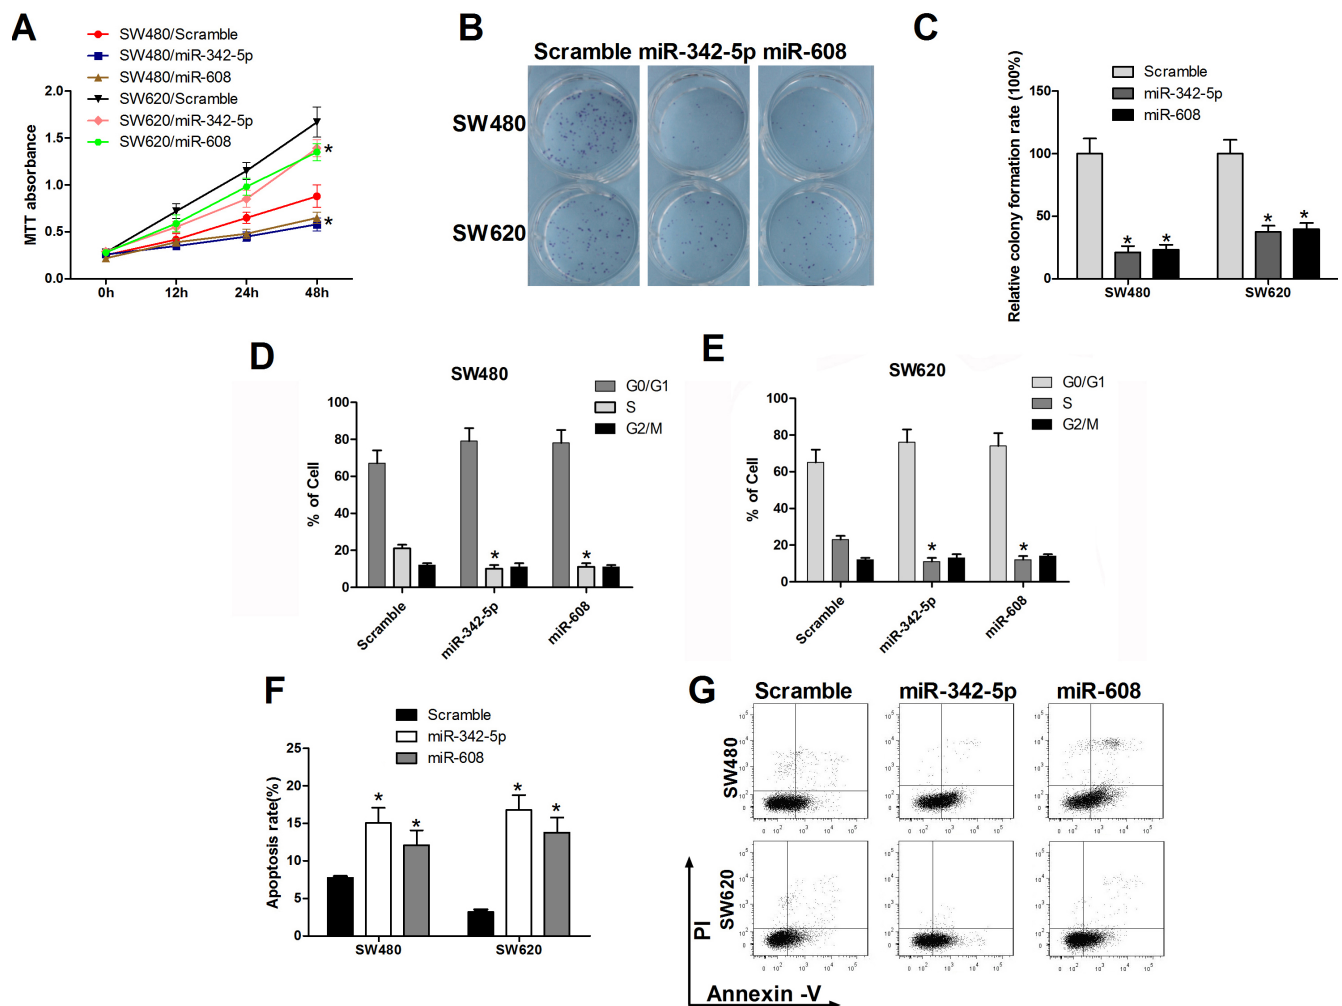 A
SW480/Scramble
SW480/miR-342-5p
SW480/miR-608
SW620/Scramble
SW620/miR-342-5p
SW620/miR-608
MTT absorbance
2.0
1.5
1.0
0.5
0.0
0h 12h 24h 48h
*
*
B
Scramble miR-342-5p miR-608
SW480
SW620
C
Scramble
miR-342-5p
miR-608
Relative colony formation rate (100%)
150
100
50
0
* * * *
SW480 SW620
D
SW480
G0/G1
S
G2/M
% of Cell
100
80
60
40
20
0
* *
Scramble miR-342-5p miR-608
E
SW620
G0/G1
S
G2/M
% of Cell
100
80
60
40
20
0
* *
Scramble miR-342-5p miR-608
F
Scramble
miR-342-5p
miR-608
Apoptosis rate(%)
25
20
15
10
5
0
* * * *
SW480 SW620
G
Scramble miR-342-5p miR-608
SW480
SW620
PI
Annexin -V